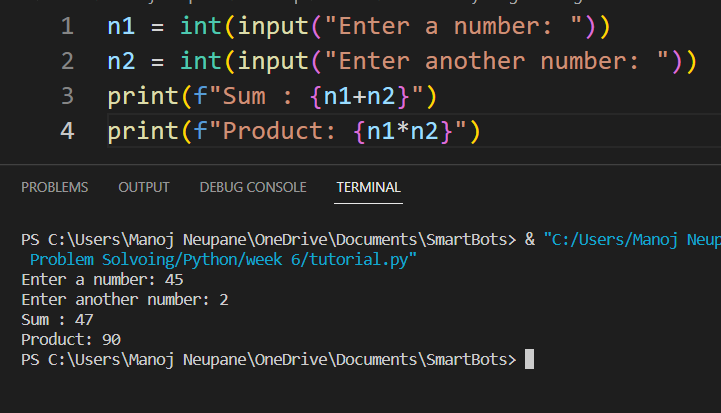 1 n1 = int(input("Enter a number: "))
2 n2 = int(input("Enter another number: "))
3 print(f"Sum : {n1+n2}")
4 print(f"Product: {n1*n2}")
PROBLEMS OUTPUT DEBUG CONSOLE TERMINAL
PS C:\Users\Manoj Neupane\OneDrive\Documents\SmartBots> & "C:/Users/Manoj Neup
Problem Solvoing/Python/week 6/tutorial.py"
Enter a number: 45
Enter another number: 2
Sum : 47
Product: 90
PS C:\Users\Manoj Neupane\OneDrive\Documents\SmartBots>